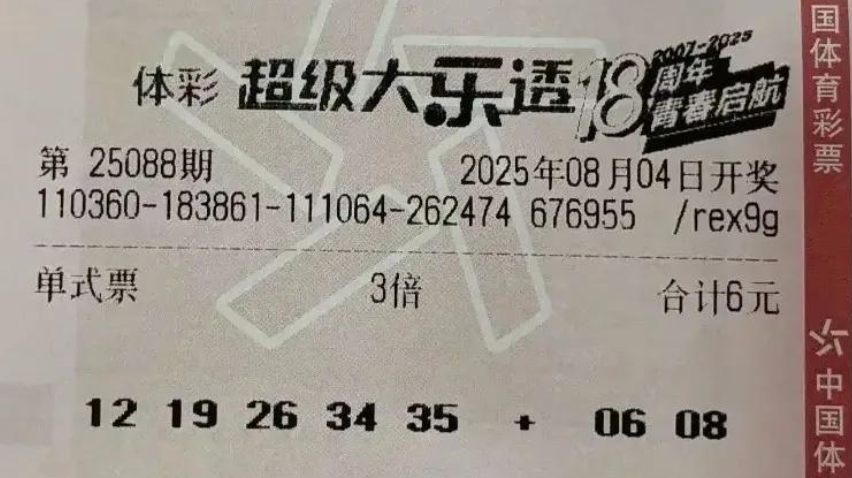 体彩 超级大乐透 18周年 2007-2025 青春启航
第 25088期 2025年08月04日开奖
110360-183861-111064-262474 676955 /rex9g
单式票 3倍 合计6元
12 19 26 34 35 + 06 08
国体育彩票
中国体